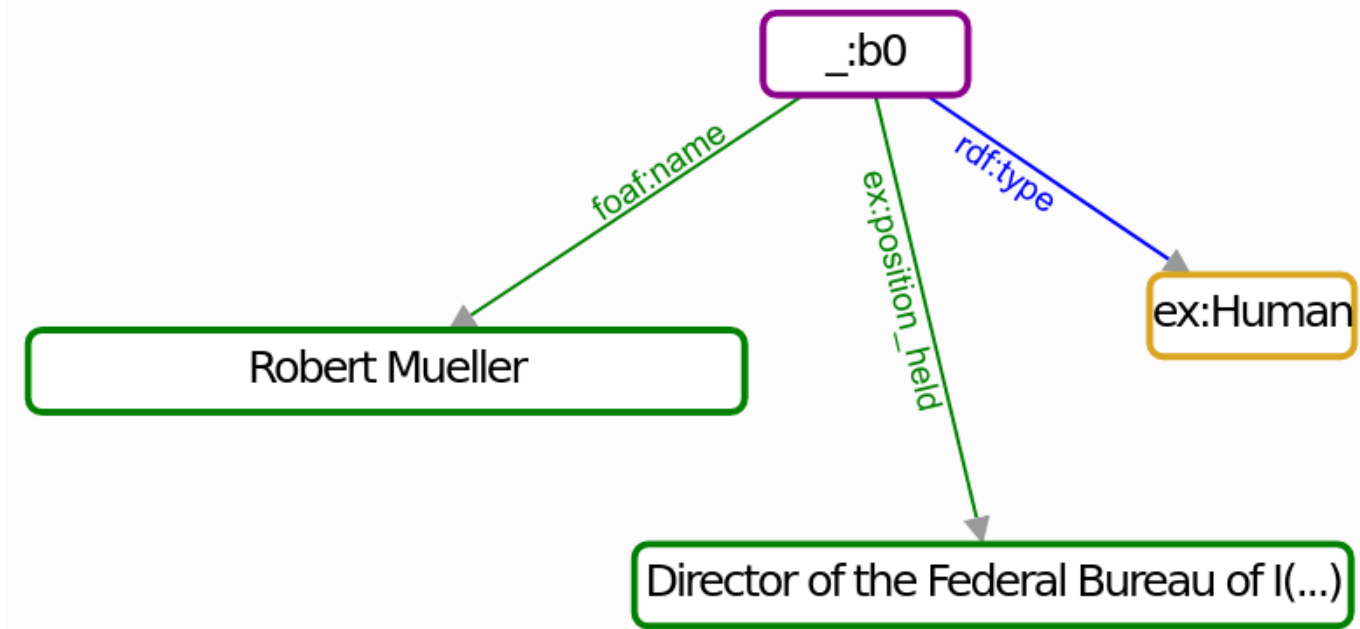 _:b0
foaf:name
rdf:type
ex:position_held
ex:Human
Robert Mueller
Director of the Federal Bureau of I(...)